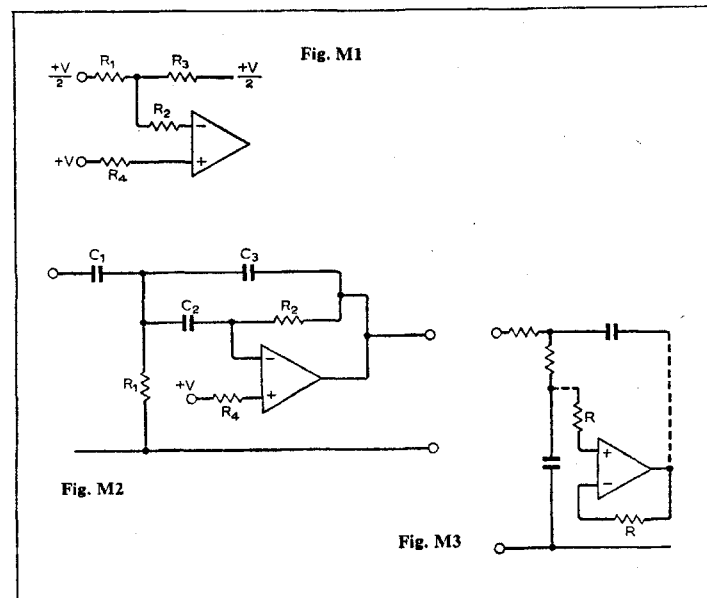 Fig. M1
+V/2 R1 R3 +V/2
R2
−
+V +
R4
C1 C3
C2 R2
R1
−
+V +
R4
Fig. M2
R
+
−
R
Fig. M3